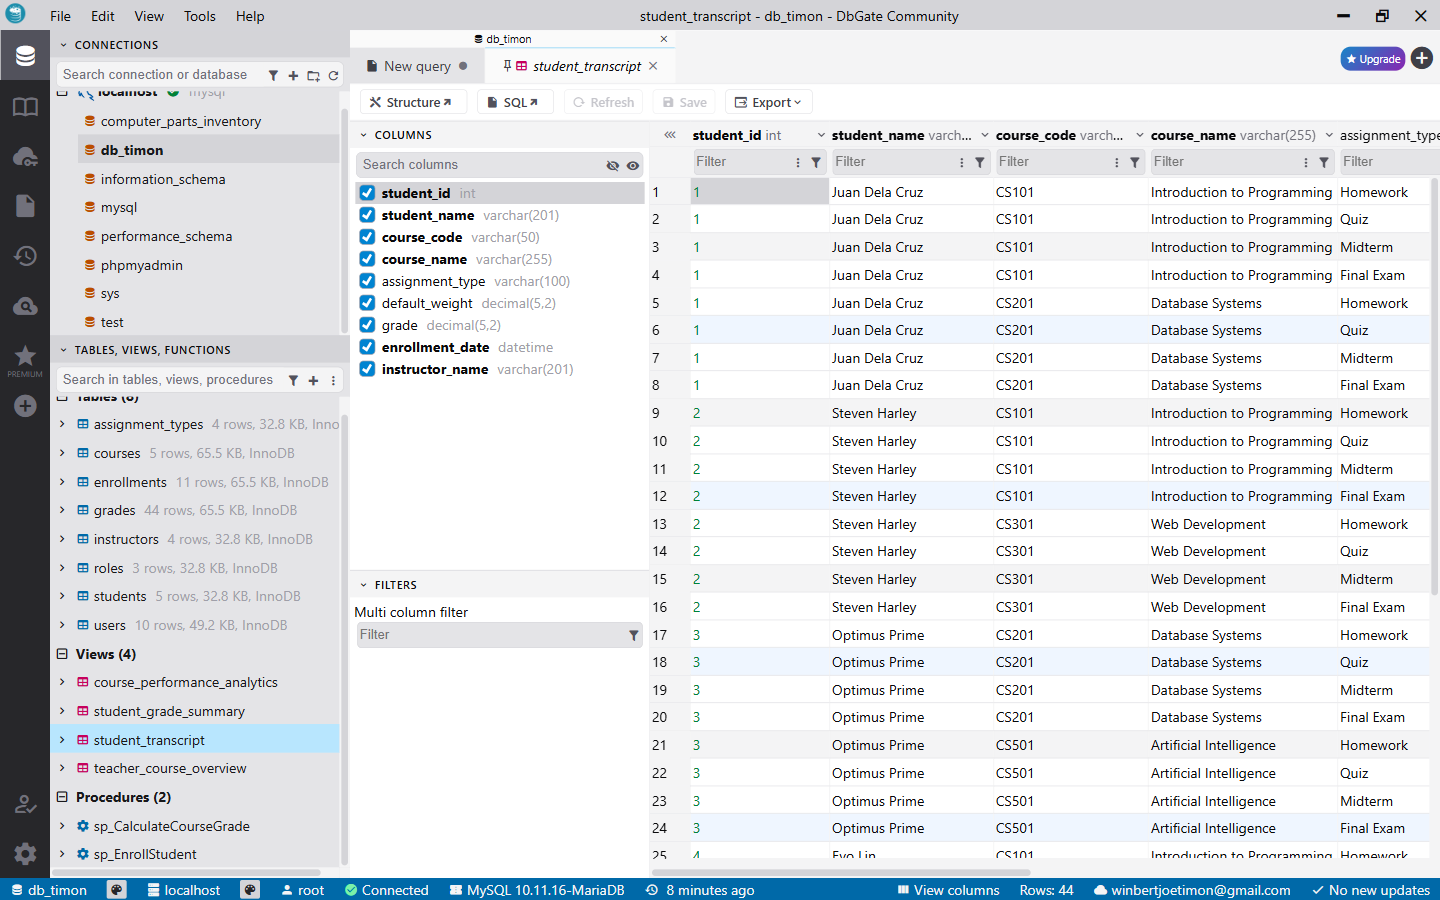 File Edit View Tools Help
student_transcript - db_timon - DbGate Community
CONNECTIONS
Search connection or database
localhost mysql
computer_parts_inventory
db_timon
information_schema
mysql
performance_schema
phpmyadmin
sys
test
PREMIUM
TABLES, VIEWS, FUNCTIONS
Search in tables, views, procedures
Tables (8)
assignment_types 4 rows, 32.8 KB, Inno
courses 5 rows, 65.5 KB, InnoDB
enrollments 11 rows, 65.5 KB, InnoDB
grades 44 rows, 65.5 KB, InnoDB
instructors 4 rows, 32.8 KB, InnoDB
roles 3 rows, 32.8 KB, InnoDB
students 5 rows, 32.8 KB, InnoDB
users 10 rows, 49.2 KB, InnoDB
Views (4)
course_performance_analytics
student_grade_summary
student_transcript
teacher_course_overview
Procedures (2)
sp_CalculateCourseGrade
sp_EnrollStudent
db_timon
New query
student_transcript
Upgrade
Structure SQL Refresh Save Export
COLUMNS
Search columns
student_id int
student_name varchar(201)
course_code varchar(50)
course_name varchar(255)
assignment_type varchar(100)
default_weight decimal(5,2)
grade decimal(5,2)
enrollment_date datetime
instructor_name varchar(201)
FILTERS
Multi column filter
Filter
student_id int student_name varch... course_code varch... course_name varchar(255) assignment_type
Filter Filter Filter Filter Filter
1 1 Juan Dela Cruz CS101 Introduction to Programming Homework
2 1 Juan Dela Cruz CS101 Introduction to Programming Quiz
3 1 Juan Dela Cruz CS101 Introduction to Programming Midterm
4 1 Juan Dela Cruz CS101 Introduction to Programming Final Exam
5 1 Juan Dela Cruz CS201 Database Systems Homework
6 1 Juan Dela Cruz CS201 Database Systems Quiz
7 1 Juan Dela Cruz CS201 Database Systems Midterm
8 1 Juan Dela Cruz CS201 Database Systems Final Exam
9 2 Steven Harley CS101 Introduction to Programming Homework
10 2 Steven Harley CS101 Introduction to Programming Quiz
11 2 Steven Harley CS101 Introduction to Programming Midterm
12 2 Steven Harley CS101 Introduction to Programming Final Exam
13 2 Steven Harley CS301 Web Development Homework
14 2 Steven Harley CS301 Web Development Quiz
15 2 Steven Harley CS301 Web Development Midterm
16 2 Steven Harley CS301 Web Development Final Exam
17 3 Optimus Prime CS201 Database Systems Homework
18 3 Optimus Prime CS201 Database Systems Quiz
19 3 Optimus Prime CS201 Database Systems Midterm
20 3 Optimus Prime CS201 Database Systems Final Exam
21 3 Optimus Prime CS501 Artificial Intelligence Homework
22 3 Optimus Prime CS501 Artificial Intelligence Quiz
23 3 Optimus Prime CS501 Artificial Intelligence Midterm
24 3 Optimus Prime CS501 Artificial Intelligence Final Exam
25 4 Lin CS101 Introduction to Programming Homework
db_timon localhost root Connected MySQL 10.11.16-MariaDB 8 minutes ago View columns Rows: 44 winbertjoetimon@gmail.com No new updates